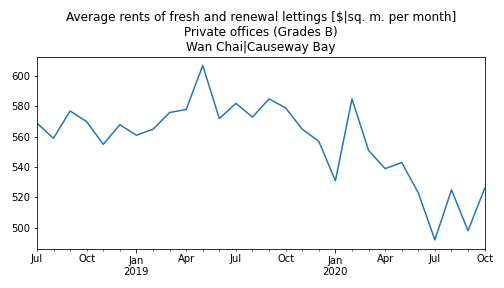 Average rents of fresh and renewal lettings [$|sq. m. per month]
Private offices (Grades B)
Wan Chai|Causeway Bay
600
580
560
540
520
500
Jul Oct Jan Apr Jul Oct Jan Apr Jul Oct
2019 2020